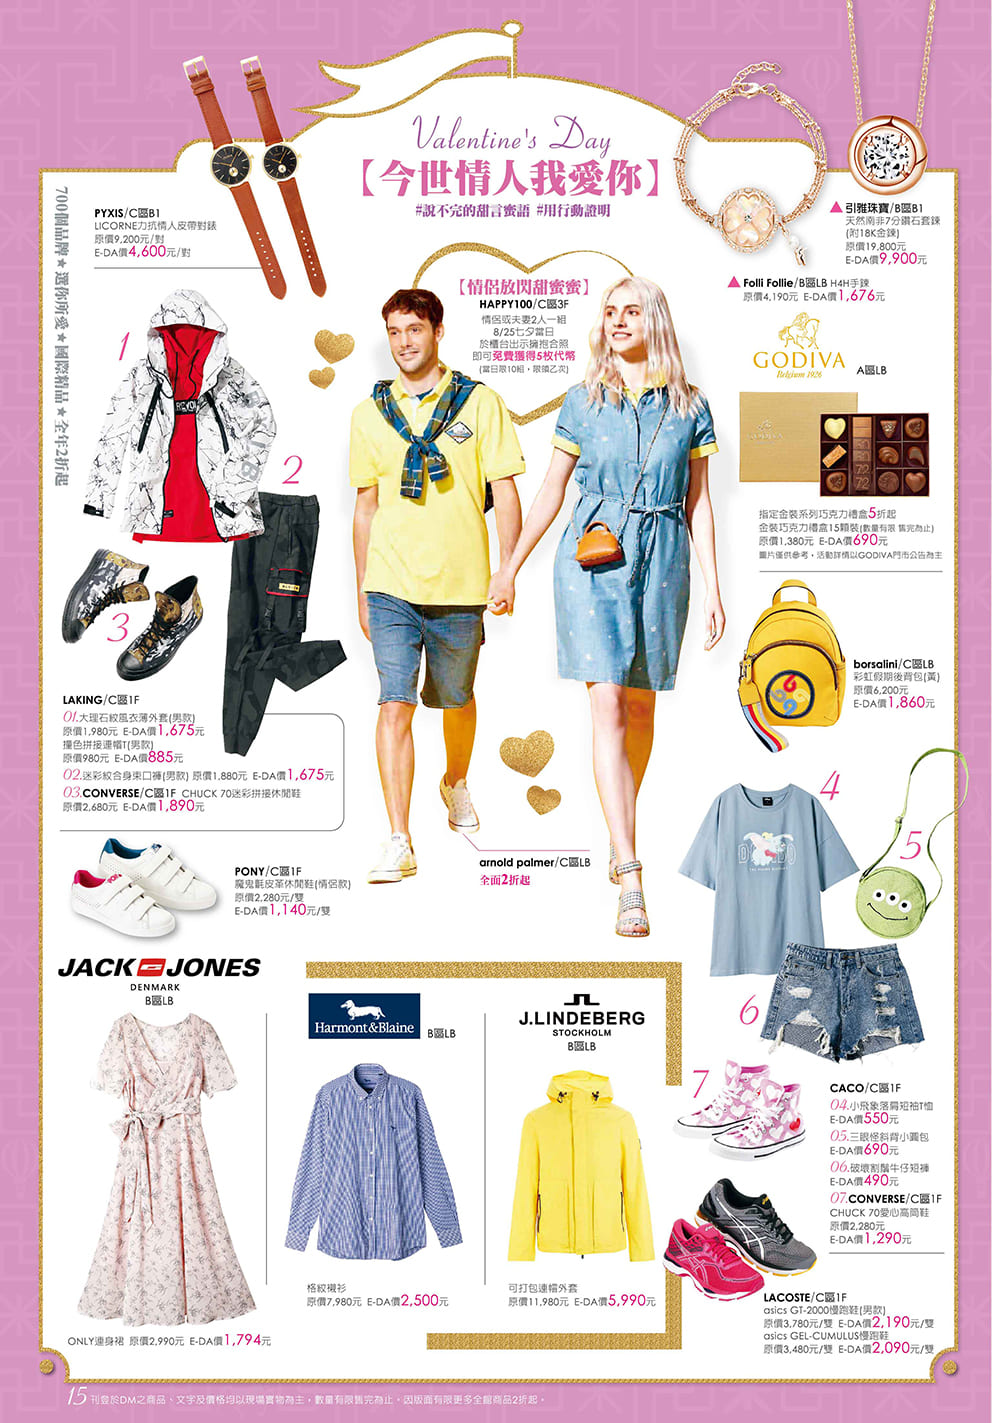 Valentine's Day
【今世情人我愛你】
#說不完的甜言蜜語 #用行動證明
700個品牌★選你所愛★國際精品★全年2折起
PYXIS/C區B1
LICORNE力抗情人皮帶對錶
原價9,200元/對
E-DA價4,600元/對
▲引雅珠寶/B區B1
天然南非7分鑽石套鍊
(附18K金鍊)
原價19,800元
E-DA價9,900元
▲Folli Follie/B區LB H4H手鍊
原價4,190元 E-DA價1,676元
【情侶放閃甜蜜蜜】
HAPPY100/C區3F
情侶或夫妻2人一組
8/25七夕當日
於櫃台出示擁抱合照
即可免費獲得5枚代幣
(當日限10組，限領乙次)
GODIVA
Belgium 1926
A區LB
GODIVA
72
72
指定金裝系列巧克力禮盒5折起
金裝巧克力禮盒15顆裝(數量有限 售完為止)
原價1,380元 E-DA價690元
圖片僅供參考，活動詳情以GODIVA門市公告為主
1
2
3
LAKING/C區1F
01.大理石紋風衣薄外套(男款)
原價1,980元 E-DA價1,675元
撞色拼接連帽T(男款)
原價980元 E-DA價885元
02.迷彩紋合身束口褲(男款) 原價1,880元 E-DA價1,675元
03.CONVERSE/C區1F CHUCK 70迷彩拼接休閒鞋
原價2,680元 E-DA價1,890元
borsalini/C區LB
彩虹假期後背包(黃)
原價6,200元
E-DA價1,860元
PONY/C區1F
魔鬼氈皮革休閒鞋(情侶款)
原價2,280元/雙
E-DA價1,140元/雙
arnold palmer/C區LB
全面2折起
4
5
6
7
JACK JONES
DENMARK
B區LB
ONLY連身裙 原價2,990元 E-DA價1,794元
Harmont&Blaine
B區LB
格紋襯衫
原價7,980元 E-DA價2,500元
J.LINDEBERG
STOCKHOLM
B區LB
可打包連帽外套
原價11,980元 E-DA價5,990元
CACO/C區1F
04.小飛象落肩短袖T恤
E-DA價550元
05.三眼怪斜背小圓包
E-DA價690元
06.破壞割鬚牛仔短褲
E-DA價490元
07.CONVERSE/C區1F
CHUCK 70愛心高筒鞋
原價2,280元
E-DA價1,290元
LACOSTE/C區1F
asics GT-2000慢跑鞋(男款)
原價3,780元/雙 E-DA價2,190元/雙
asics GEL-CUMULUS慢跑鞋
原價3,480元/雙 E-DA價2,090元/雙
15 刊登於DM之商品、文字及價格均以現場實物為主，數量有限售完為止。因版面有限更多全館商品2折起。